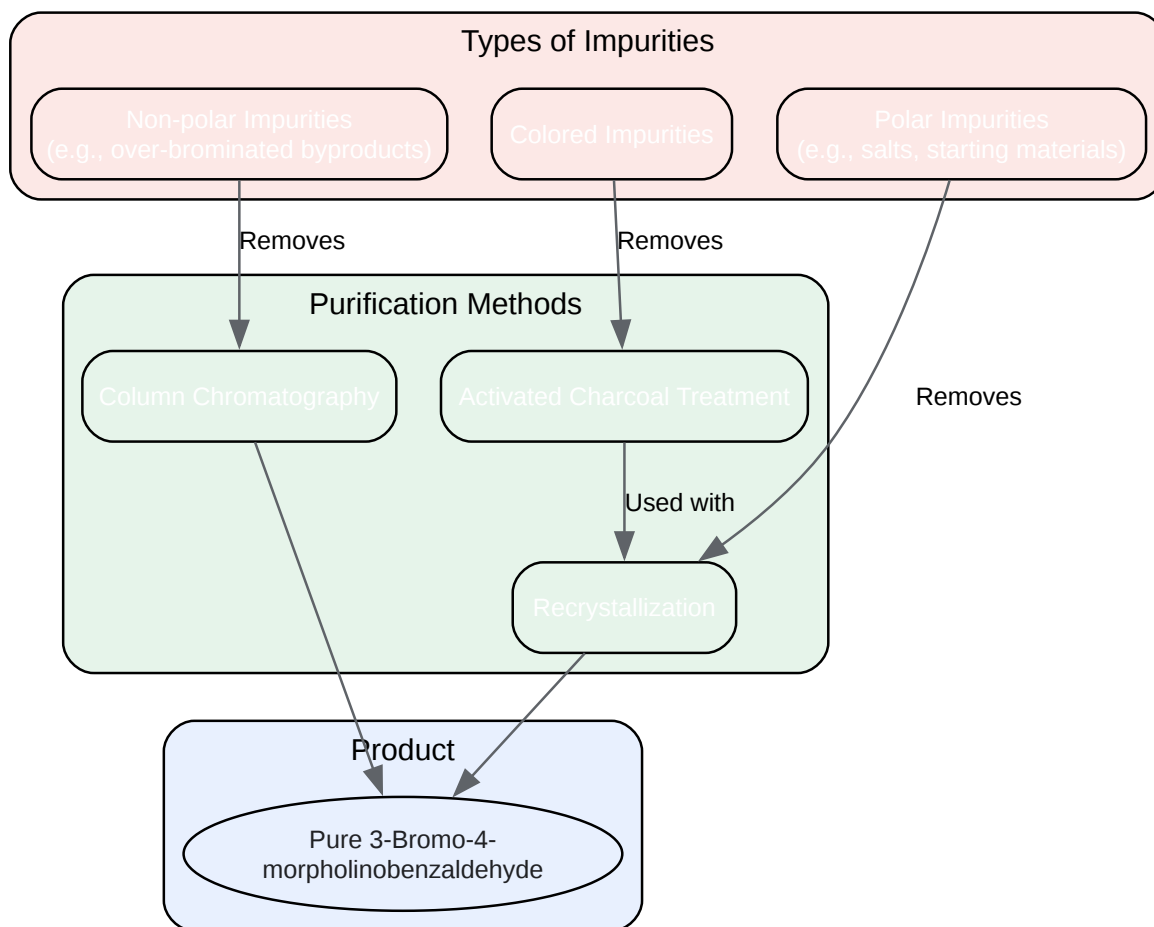 Types of Impurities
Non-polar Impurities
(e.g., over-brominated byproducts)
Colored Impurities
Polar Impurities
(e.g., salts, starting materials)
Removes
Removes
Purification Methods
Column Chromatography
Activated Charcoal Treatment
Removes
Used with
Recrystallization
Product
Pure 3-Bromo-4-
morpholinobenzaldehyde